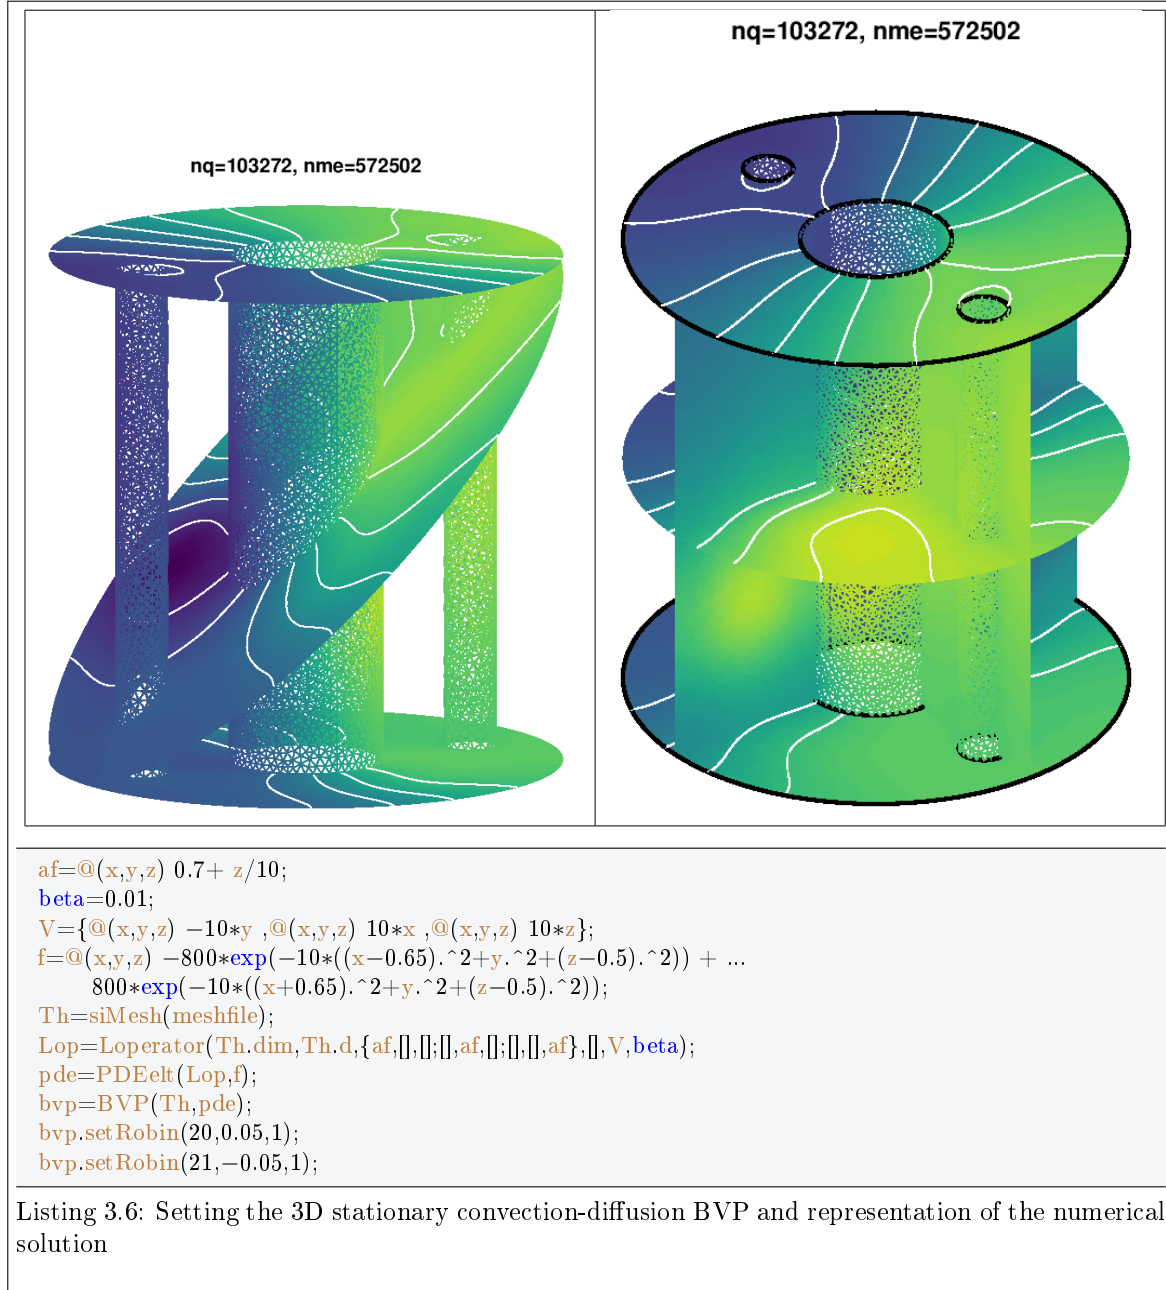 nq=103272, nme=572502
nq=103272, nme=572502
af=@(x,y,z) 0.7+ z/10;
beta=0.01;
V={@(x,y,z) −10*y ,@(x,y,z) 10*x ,@(x,y,z) 10*z};
f=@(x,y,z) −800*exp(−10*((x−0.65).^2+y.^2+(z−0.5).^2)) + ...
800*exp(−10*((x+0.65).^2+y.^2+(z−0.5).^2));
Th=siMesh(meshfile);
Lop=Loperator(Th.dim,Th.d,{af,[],[];[],af,[];[],[],af},[],V,beta);
pde=PDEelt(Lop,f);
bvp=BVP(Th,pde);
bvp.setRobin(20,0.05,1);
bvp.setRobin(21,−0.05,1);
Listing 3.6: Setting the 3D stationary convection-diffusion BVP and representation of the numerical
solution